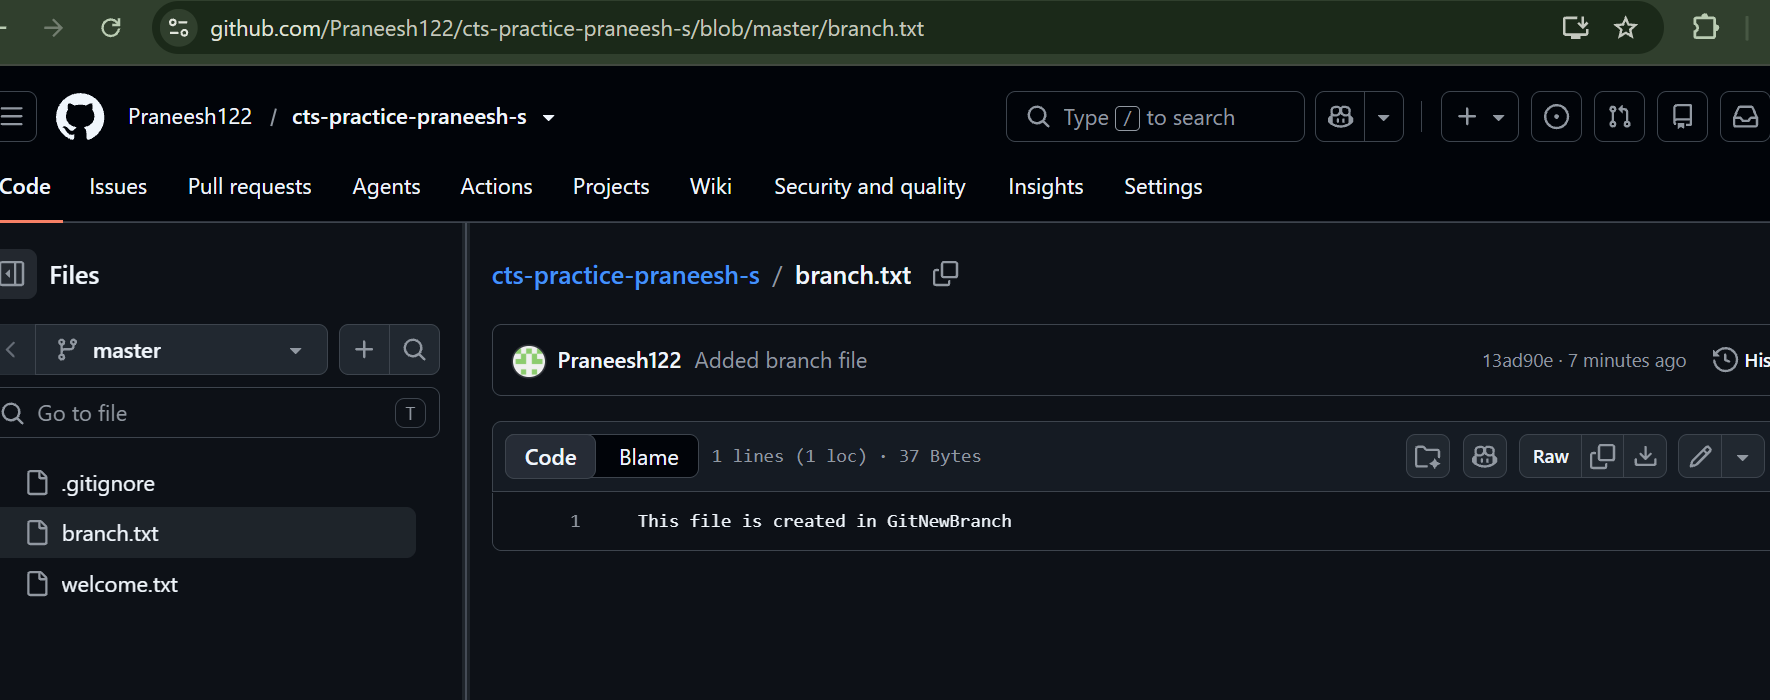 github.com/Praneesh122/cts-practice-praneesh-s/blob/master/branch.txt
Praneesh122 / cts-practice-praneesh-s
Type / to search
Code Issues Pull requests Agents Actions Projects Wiki Security and quality Insights Settings
Files
cts-practice-praneesh-s / branch.txt
master
Praneesh122 Added branch file 13ad90e · 7 minutes ago His
Go to file T
Code Blame 1 lines (1 loc) · 37 Bytes Raw
.gitignore
1 This file is created in GitNewBranch
branch.txt
welcome.txt